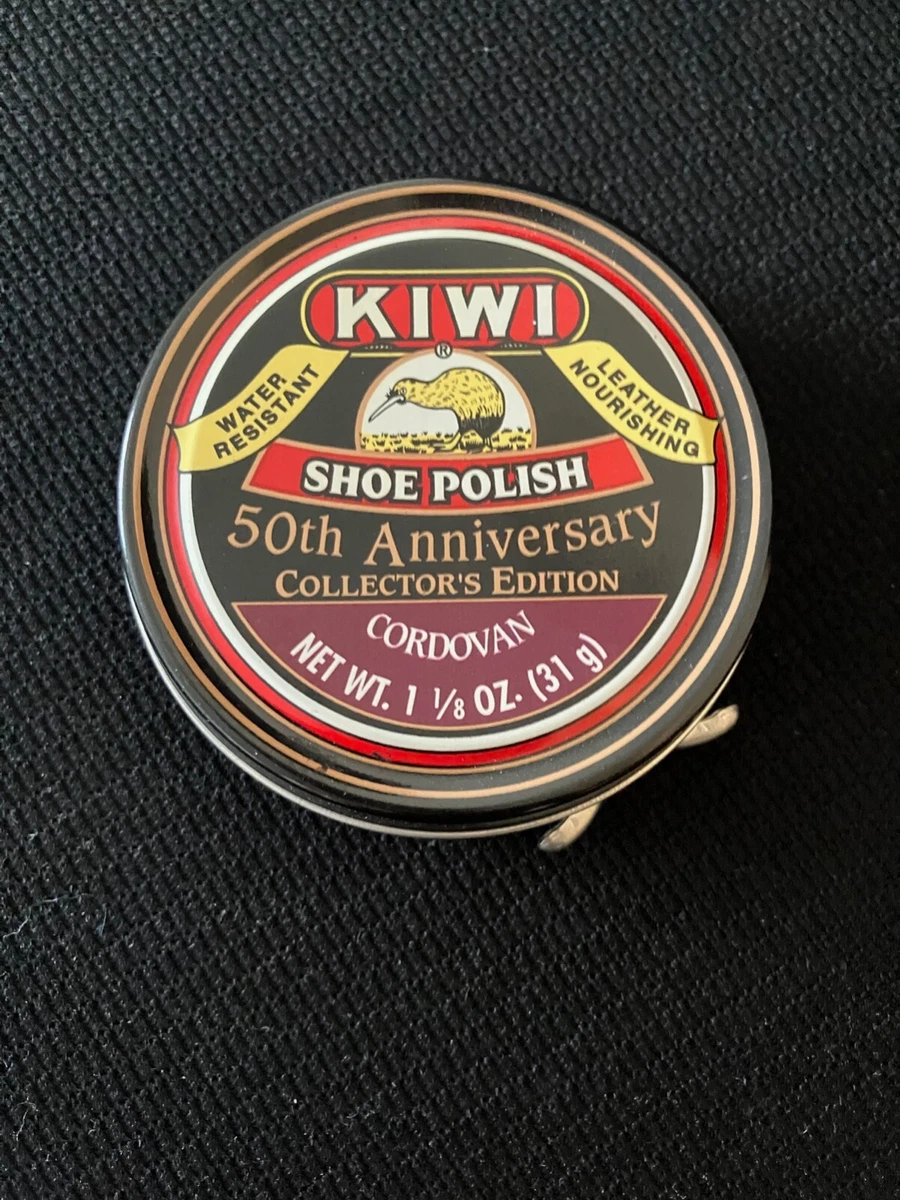 KIWI
®
WATER
RESISTANT
LEATHER
NOURISHING
SHOE POLISH
50th Anniversary
COLLECTOR'S EDITION
CORDOVAN
NET WT. 1 1/8 OZ. (31 g)